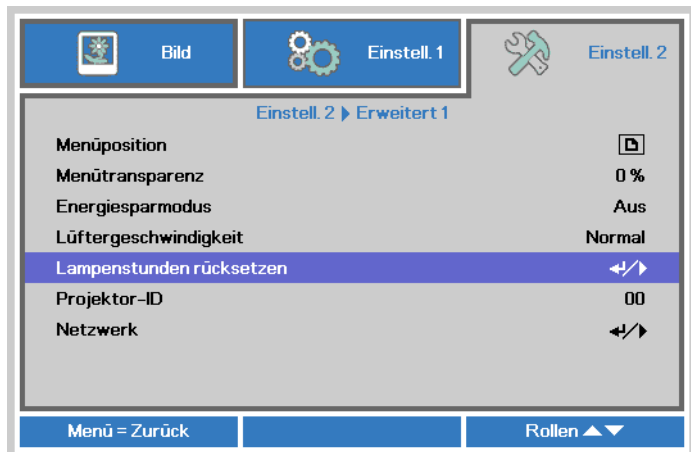 Bild
Einstell. 1
Einstell. 2
Einstell. 2 Erweitert 1
Menüposition
Menütransparenz 0 %
Energiesparmodus Aus
Lüftergeschwindigkeit Normal
Lampenstunden rücksetzen
Projektor-ID 00
Netzwerk
Menü = Zurück
Rollen